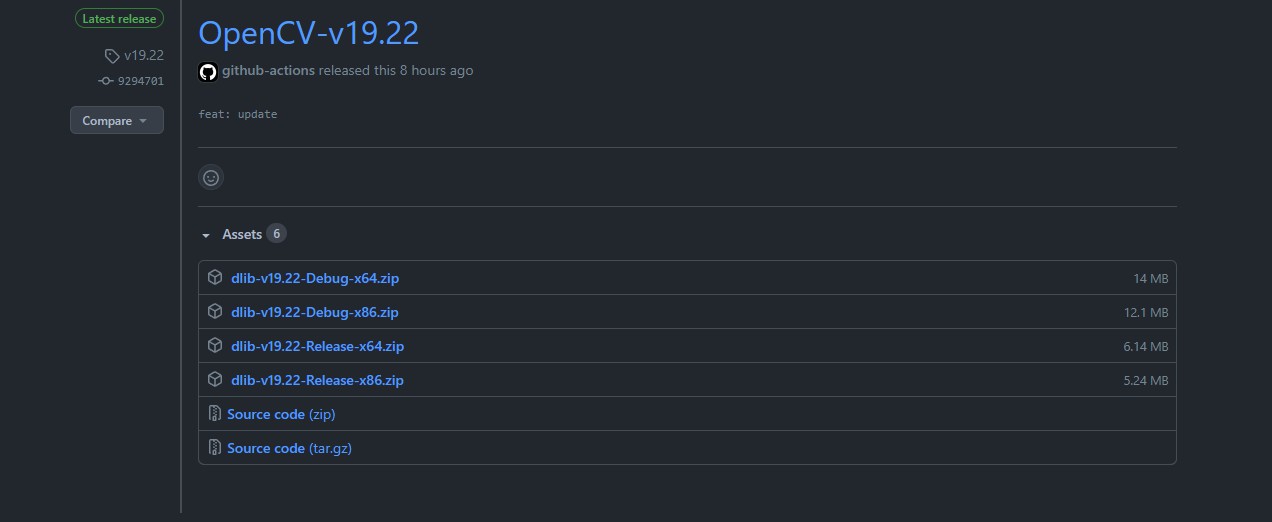 Latest release
v19.22
9294701
Compare
OpenCV-v19.22
github-actions released this 8 hours ago
feat: update
Assets 6
dlib-v19.22-Debug-x64.zip 14 MB
dlib-v19.22-Debug-x86.zip 12.1 MB
dlib-v19.22-Release-x64.zip 6.14 MB
dlib-v19.22-Release-x86.zip 5.24 MB
Source code (zip)
Source code (tar.gz)